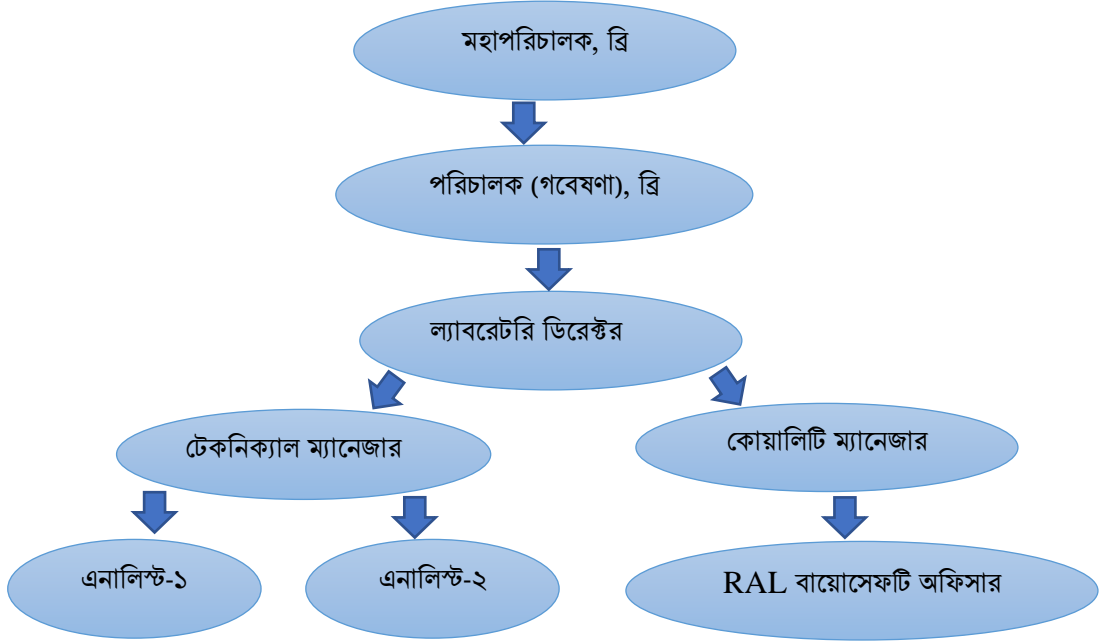 মহাপরিচালক, ব্রি
পরিচালক (গবেষণা), ব্রি
ল্যাবরেটরি ডিরেক্টর
টেকনিক্যাল ম্যানেজার
কোয়ালিটি ম্যানেজার
এনালিস্ট-১
এনালিস্ট-২
RAL বায়োসেফটি অফিসার